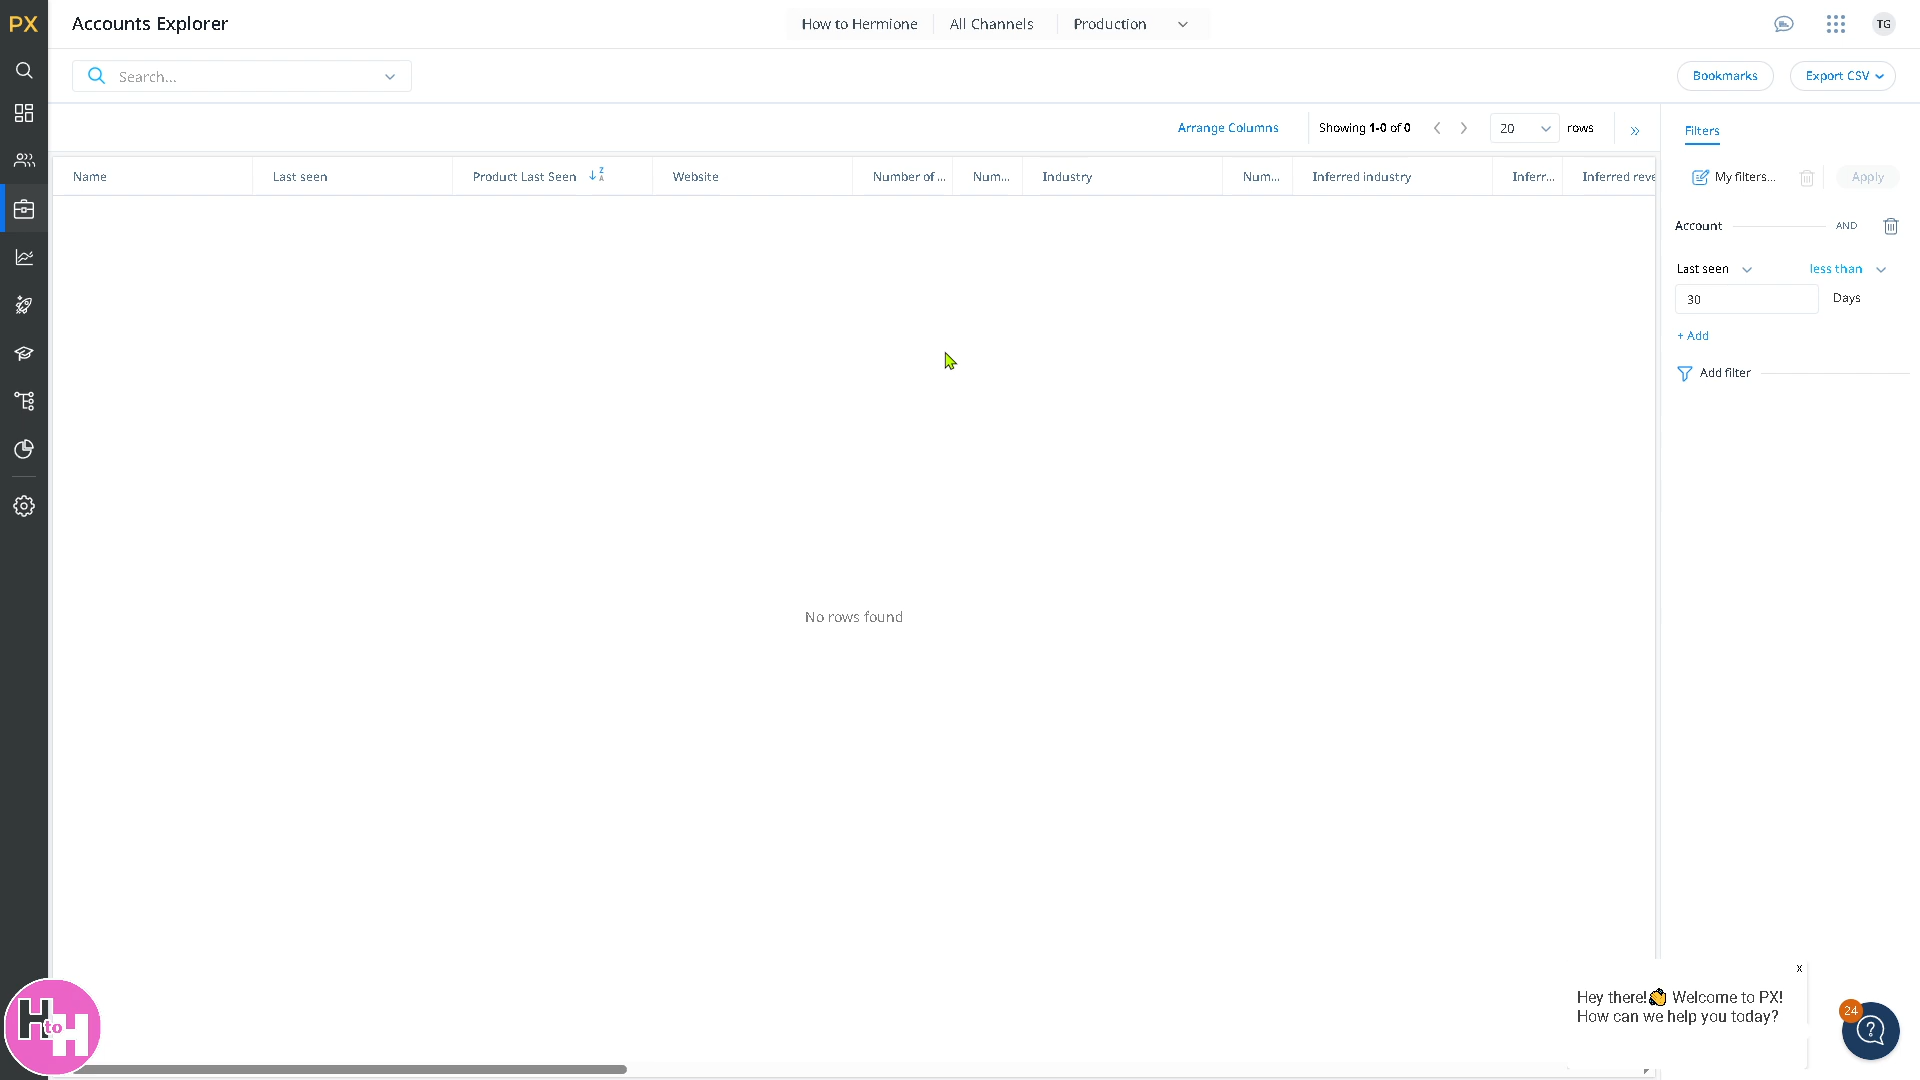 PX
Accounts Explorer
How to Hermione
All Channels
Production
TG
Search...
Bookmarks
Export CSV
Arrange Columns
Showing 1-0 of 0
20
rows
Filters
Name
Last seen
Product Last Seen
Website
Number of ...
Num...
Industry
Num...
Inferred industry
Inferr...
Inferred reve
My filters...
Apply
Account
AND
Last seen
less than
30
Days
+ Add
Add filter
No rows found
x
Hey there! Welcome to PX!
How can we help you today?
24
H to H